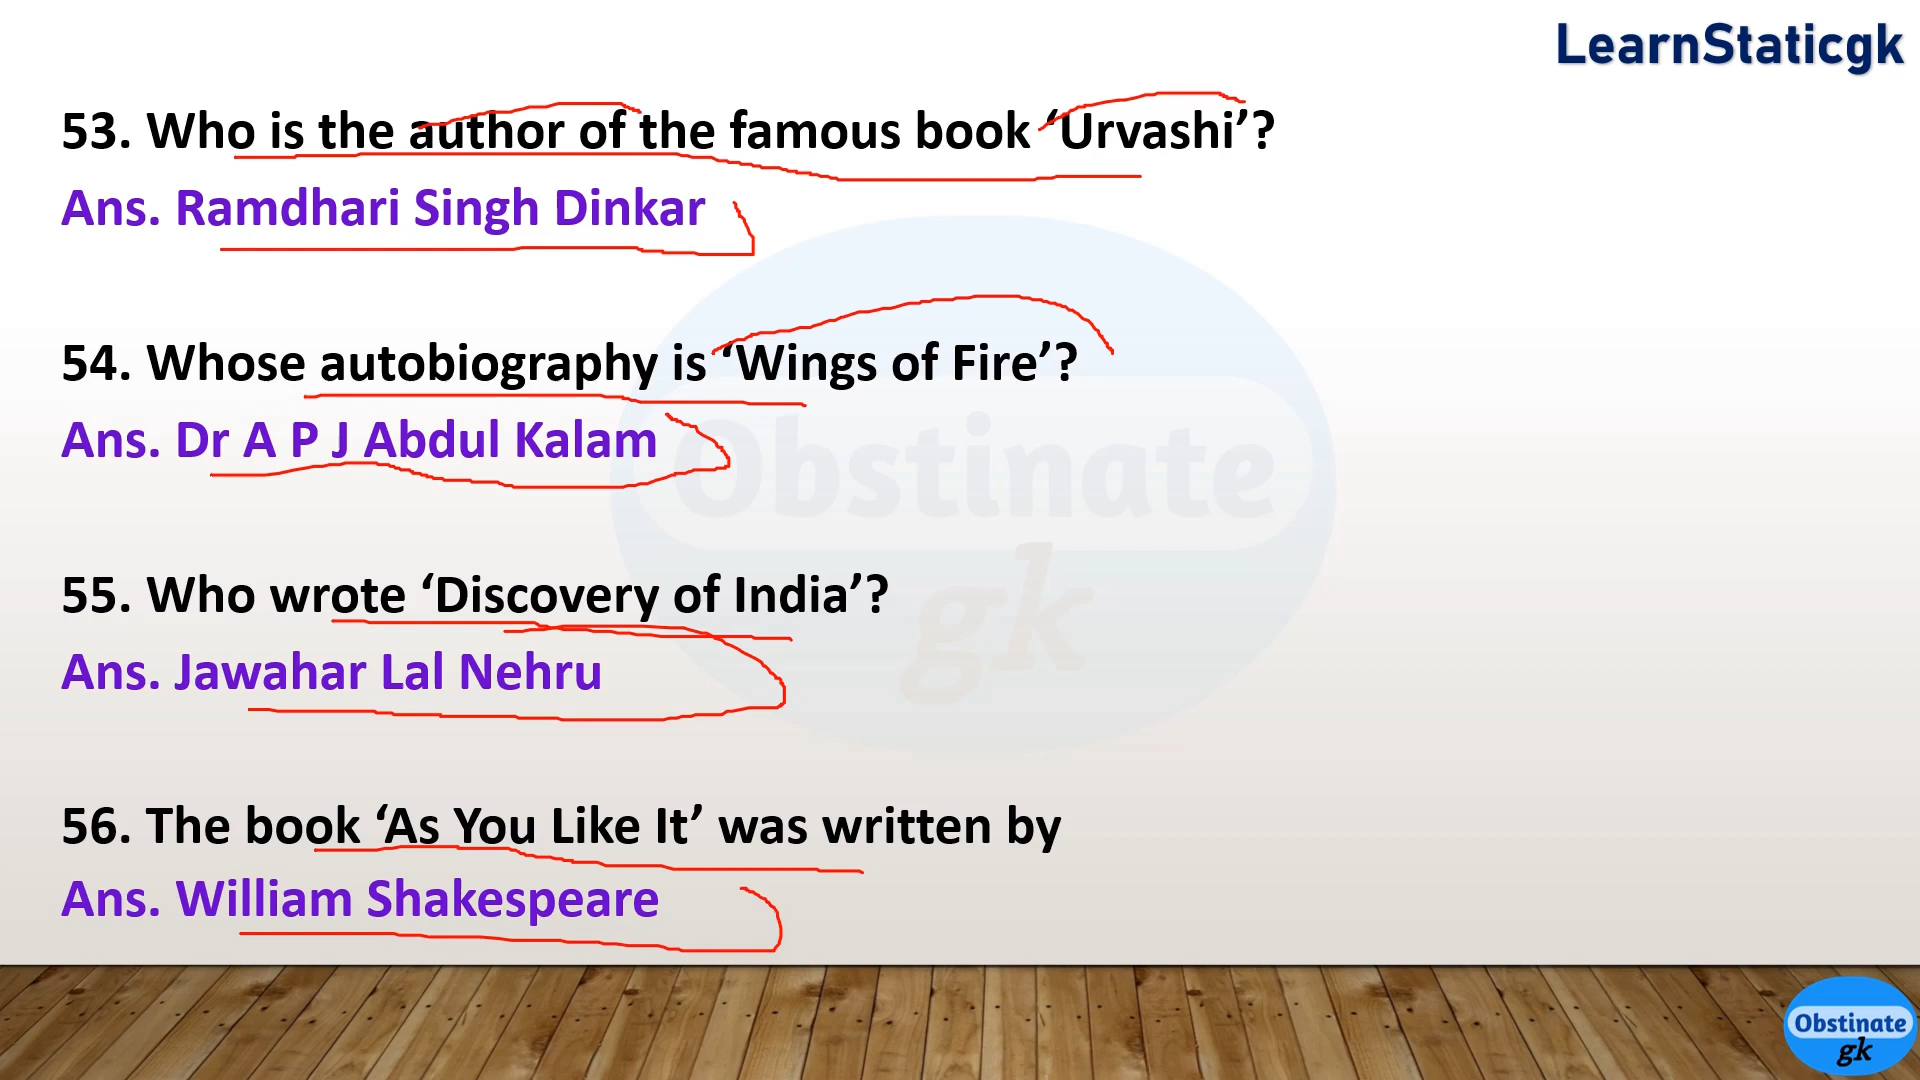 LearnStaticgk
53. Who is the author of the famous book ‘Urvashi’?
Ans. Ramdhari Singh Dinkar
54. Whose autobiography is ‘Wings of Fire’?
Ans. Dr A P J Abdul Kalam
Obstinate
gk
55. Who wrote ‘Discovery of India’?
Ans. Jawahar Lal Nehru
56. The book ‘As You Like It’ was written by
Ans. William Shakespeare
Obstinate
gk